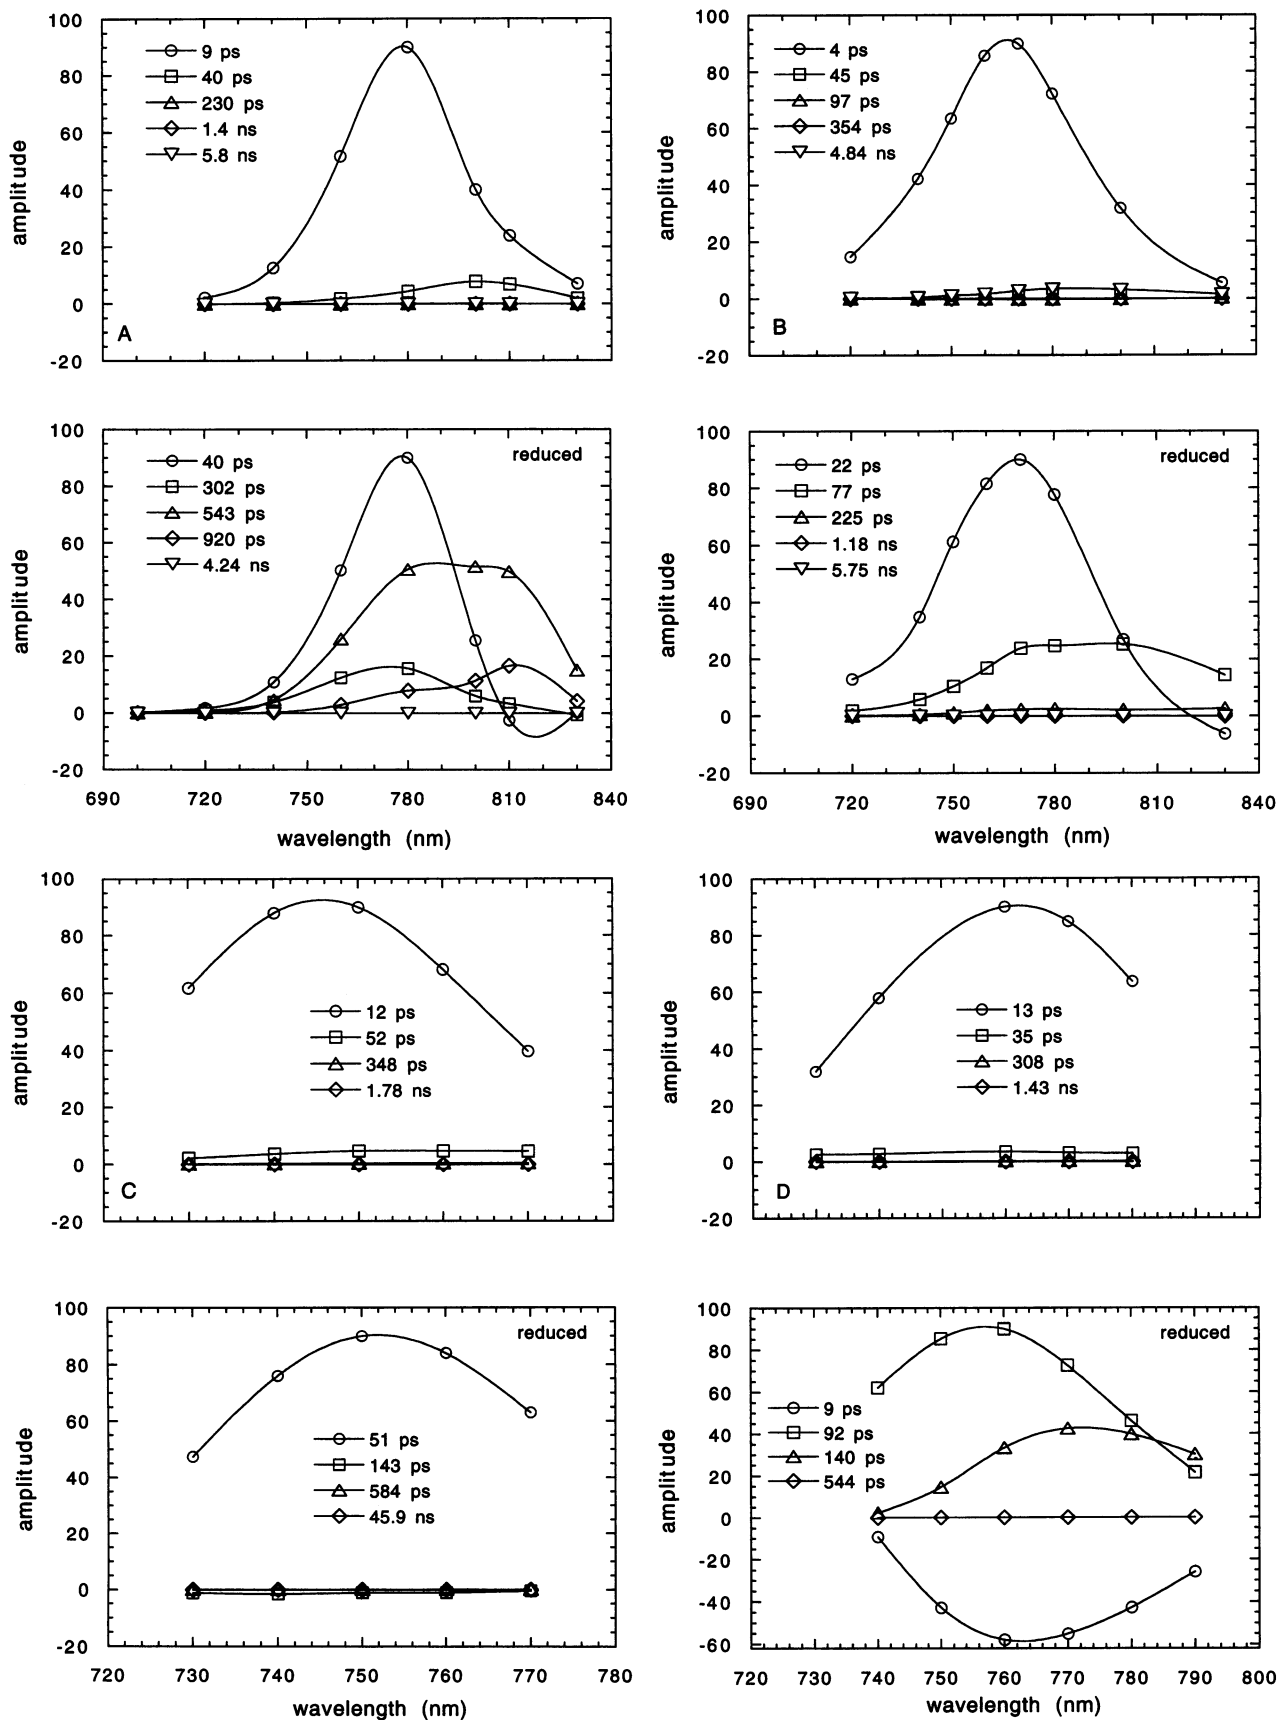 100
80
60
40
20
0
-20
amplitude
9 ps
40 ps
230 ps
1.4 ns
5.8 ns
A
100
80
60
40
20
0
-20
amplitude
4 ps
45 ps
97 ps
354 ps
4.84 ns
B
100
80
60
40
20
0
-20
amplitude
reduced
40 ps
302 ps
543 ps
920 ps
4.24 ns
690 720 750 780 810 840
wavelength (nm)
100
80
60
40
20
0
-20
amplitude
reduced
22 ps
77 ps
225 ps
1.18 ns
5.75 ns
690 720 750 780 810 840
wavelength (nm)
100
80
60
40
20
0
-20
amplitude
12 ps
52 ps
348 ps
1.78 ns
C
100
80
60
40
20
0
-20
amplitude
13 ps
35 ps
308 ps
1.43 ns
D
100
80
60
40
20
0
-20
amplitude
reduced
51 ps
143 ps
584 ps
45.9 ns
720 730 740 750 760 770 780
wavelength (nm)
100
80
60
40
20
0
-20
-40
-60
amplitude
reduced
9 ps
92 ps
140 ps
544 ps
720 730 740 750 760 770 780 790 800
wavelength (nm)